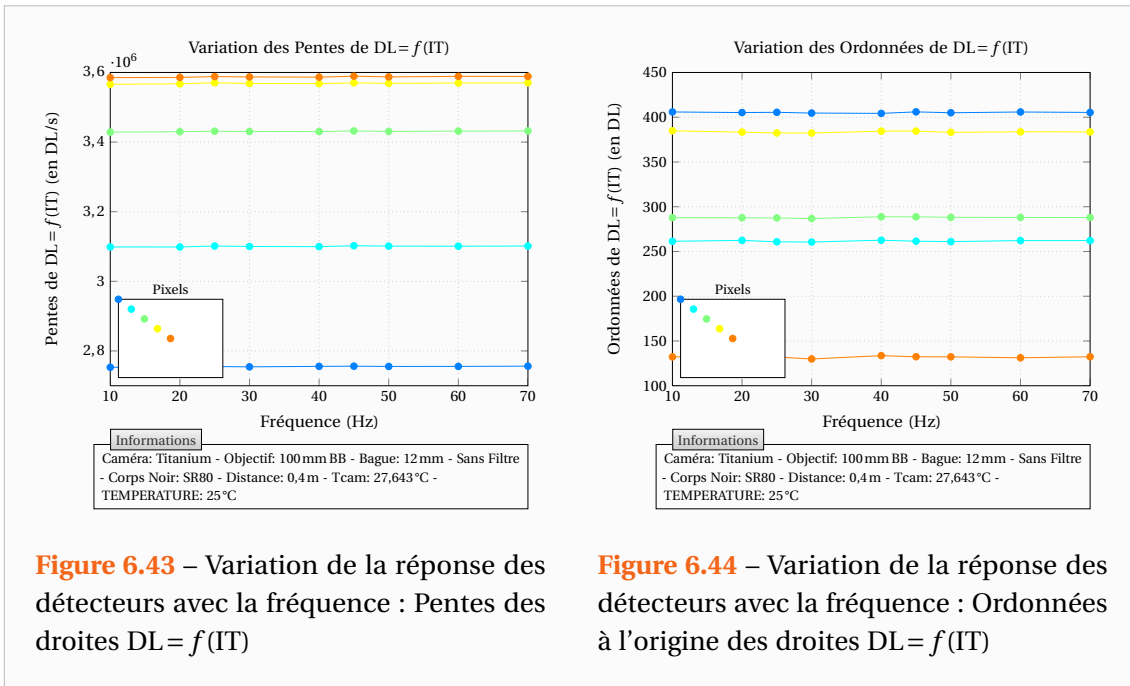 Variation des Pentes de DL = f(IT)
·10⁶
3,6
3,4
3,2
3
2,8
Pentes de DL = f(IT) (en DL/s)
Pixels
10 20 30 40 50 60 70
Fréquence (Hz)
Informations
Caméra: Titanium - Objectif: 100 mm BB - Bague: 12 mm - Sans Filtre
- Corps Noir: SR80 - Distance: 0,4 m - Tcam: 27,643 °C -
TEMPERATURE: 25 °C
Figure 6.43 – Variation de la réponse des
détecteurs avec la fréquence : Pentes des
droites DL = f(IT)
Variation des Ordonnées de DL = f(IT)
450
400
350
300
250
200
150
100
Ordonnées de DL = f(IT) (en DL)
Pixels
10 20 30 40 50 60 70
Fréquence (Hz)
Informations
Caméra: Titanium - Objectif: 100 mm BB - Bague: 12 mm - Sans Filtre
- Corps Noir: SR80 - Distance: 0,4 m - Tcam: 27,643 °C -
TEMPERATURE: 25 °C
Figure 6.44 – Variation de la réponse des
détecteurs avec la fréquence : Ordonnées
à l'origine des droites DL = f(IT)